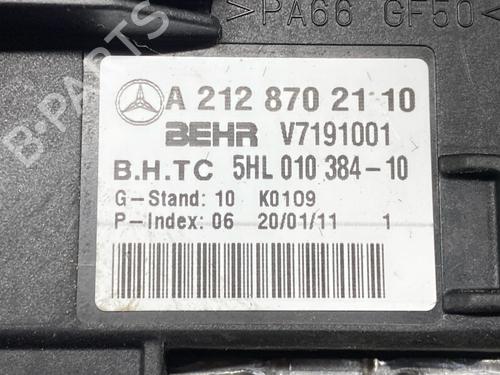 >PA66 GF50<
A 212 870 21 10
BEHR V7191001
B.H.TC 5HL 010 384-10
G-Stand: 10 K0109
P-Index: 06 20/01/11 1
B-PARTS